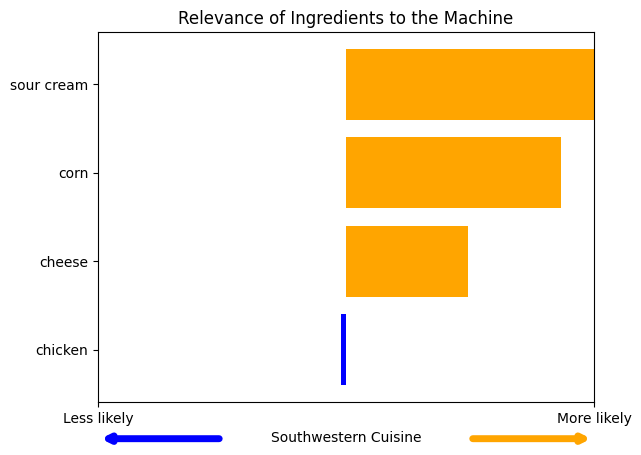 Relevance of Ingredients to the Machine
sour cream
corn
cheese
chicken
Less likely
More likely
Southwestern Cuisine